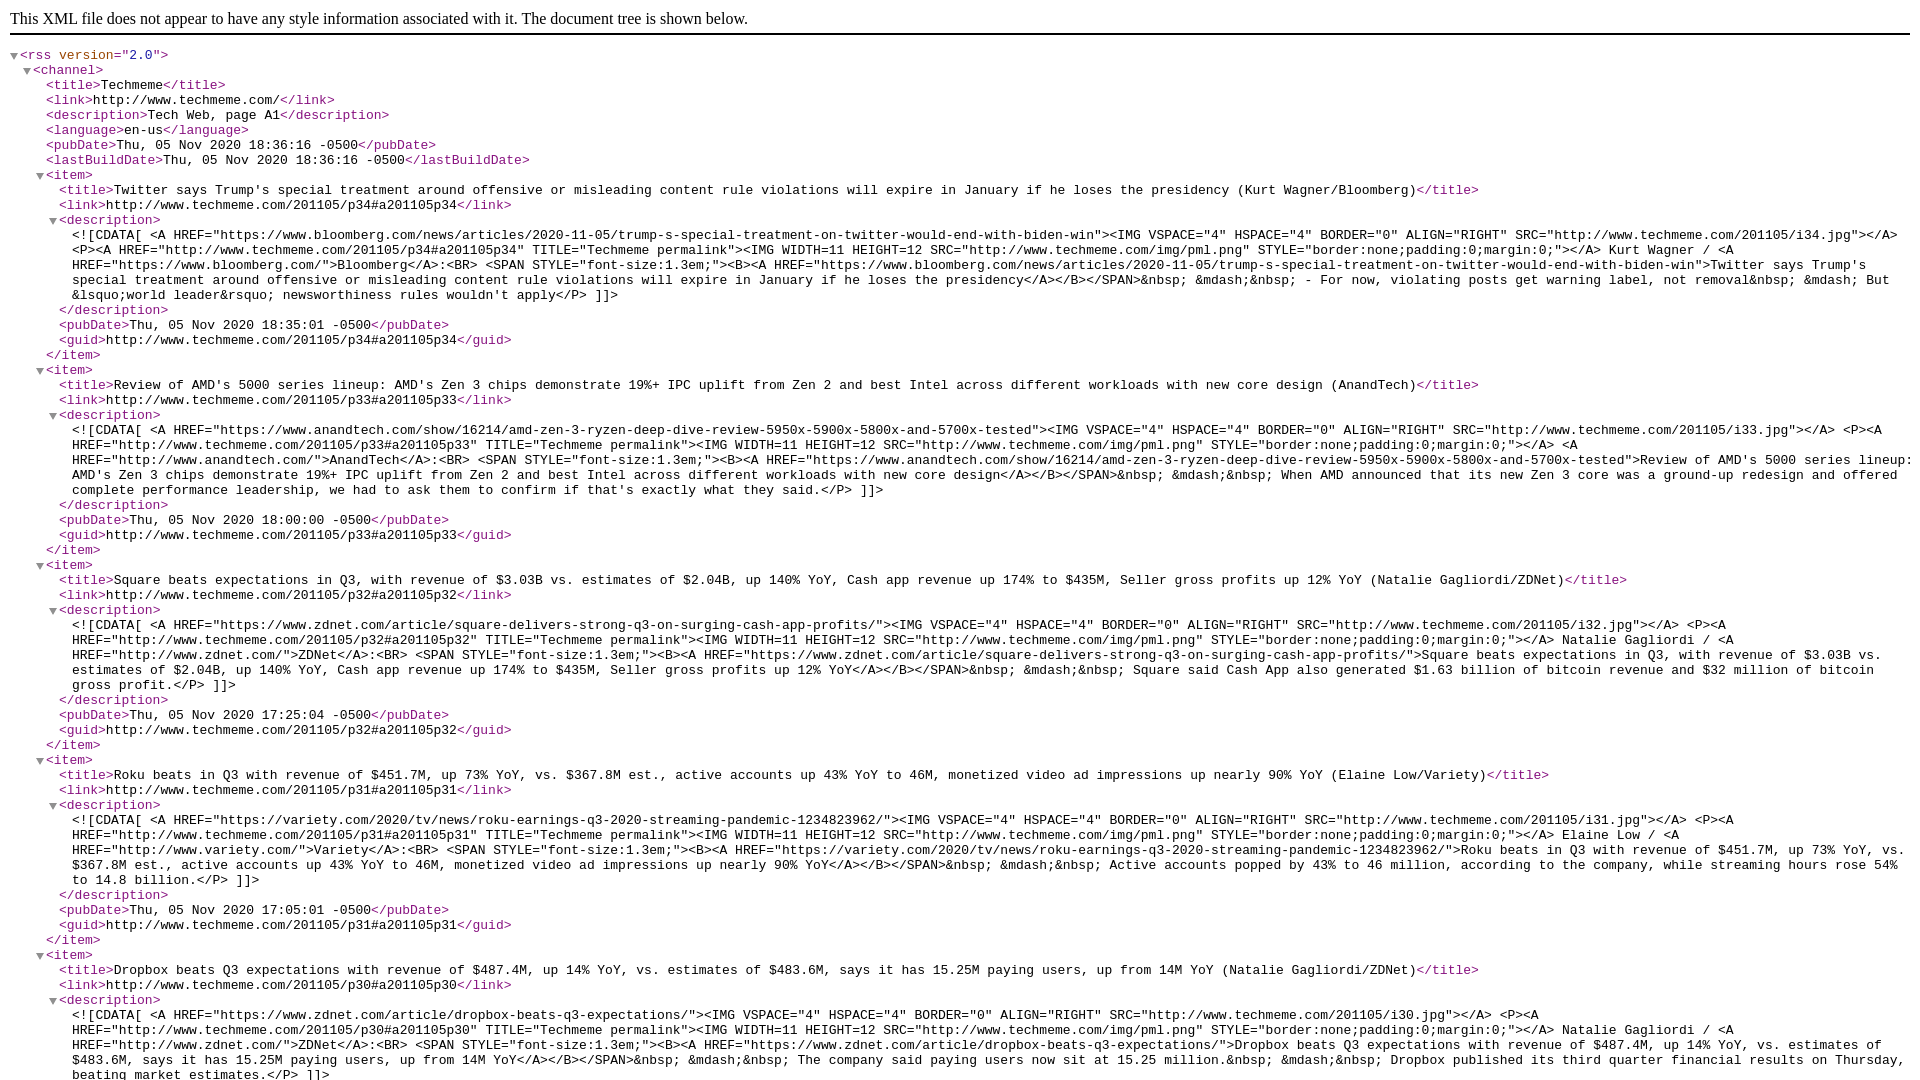 This XML file does not appear to have any style information associated with it. The document tree is shown below.
<rss version="2.0">
<channel>
<title>Techmeme</title>
<link>http://www.techmeme.com/</link>
<description>Tech Web, page A1</description>
<language>en-us</language>
<pubDate>Thu, 05 Nov 2020 18:36:16 -0500</pubDate>
<lastBuildDate>Thu, 05 Nov 2020 18:36:16 -0500</lastBuildDate>
<item>
<title>Twitter says Trump's special treatment around offensive or misleading content rule violations will expire in January if he loses the presidency (Kurt Wagner/Bloomberg)</title>
<link>http://www.techmeme.com/201105/p34#a201105p34</link>
<description>
<![CDATA[ <A HREF="https://www.bloomberg.com/news/articles/2020-11-05/trump-s-special-treatment-on-twitter-would-end-with-biden-win"><IMG VSPACE="4" HSPACE="4" BORDER="0" ALIGN="RIGHT" SRC="http://www.techmeme.com/201105/i34.jpg"></A>
<P><A HREF="http://www.techmeme.com/201105/p34#a201105p34" TITLE="Techmeme permalink"><IMG WIDTH=11 HEIGHT=12 SRC="http://www.techmeme.com/img/pml.png" STYLE="border:none;padding:0;margin:0;"></A> Kurt Wagner / <A
HREF="https://www.bloomberg.com/">Bloomberg</A>:<BR> <SPAN STYLE="font-size:1.3em;"><B><A HREF="https://www.bloomberg.com/news/articles/2020-11-05/trump-s-special-treatment-on-twitter-would-end-with-biden-win">Twitter says Trump's
special treatment around offensive or misleading content rule violations will expire in January if he loses the presidency</A></B></SPAN>&nbsp; &mdash;&nbsp; - For now, violating posts get warning label, not removal&nbsp; &mdash; But
&lsquo;world leader&rsquo; newsworthiness rules wouldn't apply</P> ]]>
</description>
<pubDate>Thu, 05 Nov 2020 18:35:01 -0500</pubDate>
<guid>http://www.techmeme.com/201105/p34#a201105p34</guid>
</item>
<item>
<title>Review of AMD's 5000 series lineup: AMD's Zen 3 chips demonstrate 19%+ IPC uplift from Zen 2 and best Intel across different workloads with new core design (AnandTech)</title>
<link>http://www.techmeme.com/201105/p33#a201105p33</link>
<description>
<![CDATA[ <A HREF="https://www.anandtech.com/show/16214/amd-zen-3-ryzen-deep-dive-review-5950x-5900x-5800x-and-5700x-tested"><IMG VSPACE="4" HSPACE="4" BORDER="0" ALIGN="RIGHT" SRC="http://www.techmeme.com/201105/i33.jpg"></A> <P><A
HREF="http://www.techmeme.com/201105/p33#a201105p33" TITLE="Techmeme permalink"><IMG WIDTH=11 HEIGHT=12 SRC="http://www.techmeme.com/img/pml.png" STYLE="border:none;padding:0;margin:0;"></A> <A
HREF="http://www.anandtech.com/">AnandTech</A>:<BR> <SPAN STYLE="font-size:1.3em;"><B><A HREF="https://www.anandtech.com/show/16214/amd-zen-3-ryzen-deep-dive-review-5950x-5900x-5800x-and-5700x-tested">Review of AMD's 5000 series lineup:
AMD's Zen 3 chips demonstrate 19%+ IPC uplift from Zen 2 and best Intel across different workloads with new core design</A></B></SPAN>&nbsp; &mdash;&nbsp; When AMD announced that its new Zen 3 core was a ground-up redesign and offered
complete performance leadership, we had to ask them to confirm if that's exactly what they said.</P> ]]>
</description>
<pubDate>Thu, 05 Nov 2020 18:00:00 -0500</pubDate>
<guid>http://www.techmeme.com/201105/p33#a201105p33</guid>
</item>
<item>
<title>Square beats expectations in Q3, with revenue of $3.03B vs. estimates of $2.04B, up 140% YoY, Cash app revenue up 174% to $435M, Seller gross profits up 12% YoY (Natalie Gagliordi/ZDNet)</title>
<link>http://www.techmeme.com/201105/p32#a201105p32</link>
<description>
<![CDATA[ <A HREF="https://www.zdnet.com/article/square-delivers-strong-q3-on-surging-cash-app-profits/"><IMG VSPACE="4" HSPACE="4" BORDER="0" ALIGN="RIGHT" SRC="http://www.techmeme.com/201105/i32.jpg"></A> <P><A
HREF="http://www.techmeme.com/201105/p32#a201105p32" TITLE="Techmeme permalink"><IMG WIDTH=11 HEIGHT=12 SRC="http://www.techmeme.com/img/pml.png" STYLE="border:none;padding:0;margin:0;"></A> Natalie Gagliordi / <A
HREF="http://www.zdnet.com/">ZDNet</A>:<BR> <SPAN STYLE="font-size:1.3em;"><B><A HREF="https://www.zdnet.com/article/square-delivers-strong-q3-on-surging-cash-app-profits/">Square beats expectations in Q3, with revenue of $3.03B vs.
estimates of $2.04B, up 140% YoY, Cash app revenue up 174% to $435M, Seller gross profits up 12% YoY</A></B></SPAN>&nbsp; &mdash;&nbsp; Square said Cash App also generated $1.63 billion of bitcoin revenue and $32 million of bitcoin
gross profit.</P> ]]>
</description>
<pubDate>Thu, 05 Nov 2020 17:25:04 -0500</pubDate>
<guid>http://www.techmeme.com/201105/p32#a201105p32</guid>
</item>
<item>
<title>Roku beats in Q3 with revenue of $451.7M, up 73% YoY, vs. $367.8M est., active accounts up 43% YoY to 46M, monetized video ad impressions up nearly 90% YoY (Elaine Low/Variety)</title>
<link>http://www.techmeme.com/201105/p31#a201105p31</link>
<description>
<![CDATA[ <A HREF="https://variety.com/2020/tv/news/roku-earnings-q3-2020-streaming-pandemic-1234823962/"><IMG VSPACE="4" HSPACE="4" BORDER="0" ALIGN="RIGHT" SRC="http://www.techmeme.com/201105/i31.jpg"></A> <P><A
HREF="http://www.techmeme.com/201105/p31#a201105p31" TITLE="Techmeme permalink"><IMG WIDTH=11 HEIGHT=12 SRC="http://www.techmeme.com/img/pml.png" STYLE="border:none;padding:0;margin:0;"></A> Elaine Low / <A
HREF="http://www.variety.com/">Variety</A>:<BR> <SPAN STYLE="font-size:1.3em;"><B><A HREF="https://variety.com/2020/tv/news/roku-earnings-q3-2020-streaming-pandemic-1234823962/">Roku beats in Q3 with revenue of $451.7M, up 73% YoY, vs.
$367.8M est., active accounts up 43% YoY to 46M, monetized video ad impressions up nearly 90% YoY</A></B></SPAN>&nbsp; &mdash;&nbsp; Active accounts popped by 43% to 46 million, according to the company, while streaming hours rose 54%
to 14.8 billion.</P> ]]>
</description>
<pubDate>Thu, 05 Nov 2020 17:05:01 -0500</pubDate>
<guid>http://www.techmeme.com/201105/p31#a201105p31</guid>
</item>
<item>
<title>Dropbox beats Q3 expectations with revenue of $487.4M, up 14% YoY, vs. estimates of $483.6M, says it has 15.25M paying users, up from 14M YoY (Natalie Gagliordi/ZDNet)</title>
<link>http://www.techmeme.com/201105/p30#a201105p30</link>
<description>
<![CDATA[ <A HREF="https://www.zdnet.com/article/dropbox-beats-q3-expectations/"><IMG VSPACE="4" HSPACE="4" BORDER="0" ALIGN="RIGHT" SRC="http://www.techmeme.com/201105/i30.jpg"></A> <P><A
HREF="http://www.techmeme.com/201105/p30#a201105p30" TITLE="Techmeme permalink"><IMG WIDTH=11 HEIGHT=12 SRC="http://www.techmeme.com/img/pml.png" STYLE="border:none;padding:0;margin:0;"></A> Natalie Gagliordi / <A
HREF="http://www.zdnet.com/">ZDNet</A>:<BR> <SPAN STYLE="font-size:1.3em;"><B><A HREF="https://www.zdnet.com/article/dropbox-beats-q3-expectations/">Dropbox beats Q3 expectations with revenue of $487.4M, up 14% YoY, vs. estimates of
$483.6M, says it has 15.25M paying users, up from 14M YoY</A></B></SPAN>&nbsp; &mdash;&nbsp; The company said paying users now sit at 15.25 million.&nbsp; &mdash;&nbsp; Dropbox published its third quarter financial results on Thursday,
beating market estimates.</P> ]]>